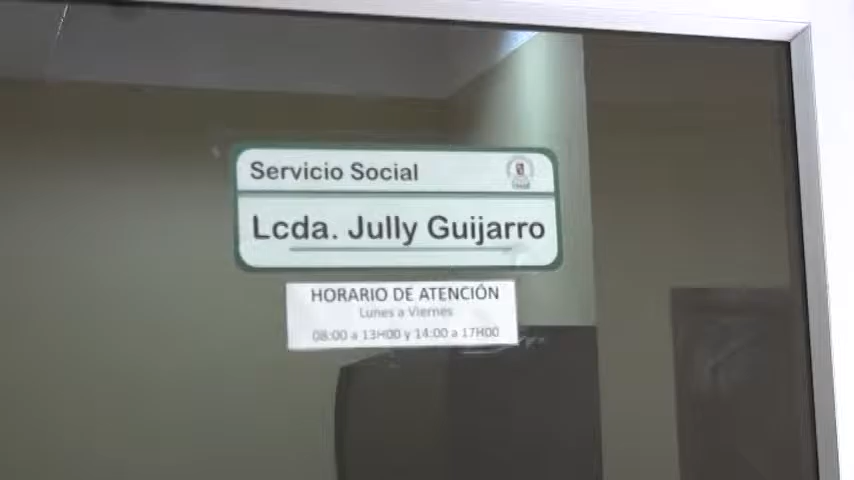 Servicio Social
Lcda. Jully Guijarro
HORARIO DE ATENCIÓN
Lunes a Viernes
08:00 a 13H00 y 14:00 a 17H00